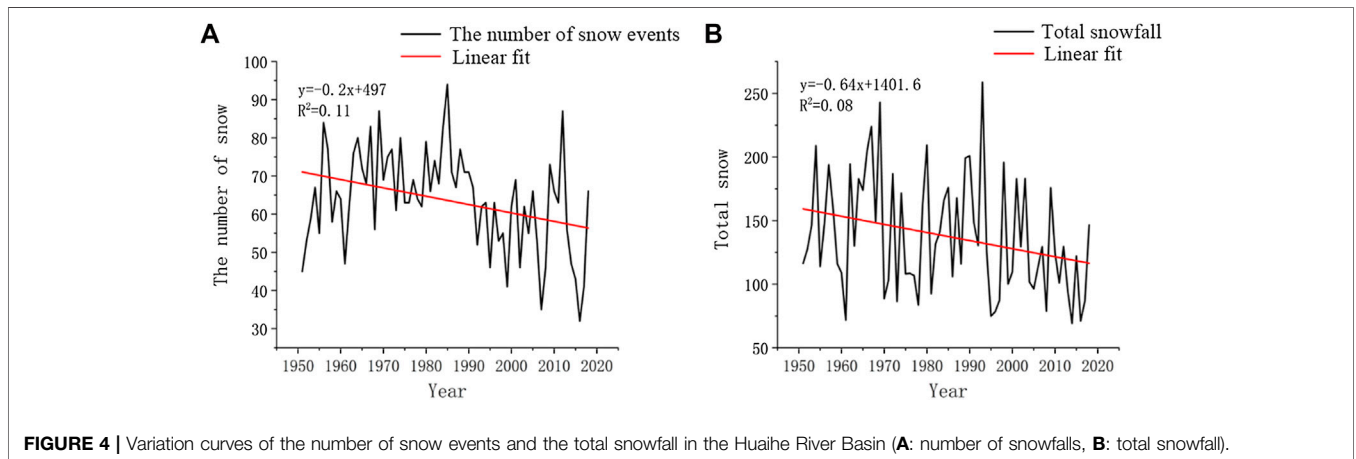 A
The number of snow events
Linear fit
y=-0.2x+497
R²=0.11
The number of snow
100
90
80
70
60
50
40
30
1950 1960 1970 1980 1990 2000 2010 2020
Year
B
Total snowfall
Linear fit
y=-0.64x+1401.6
R²=0.08
Total snow
250
200
150
100
50
1950 1960 1970 1980 1990 2000 2010 2020
Year
FIGURE 4 | Variation curves of the number of snow events and the total snowfall in the Huaihe River Basin (A: number of snowfalls, B: total snowfall).